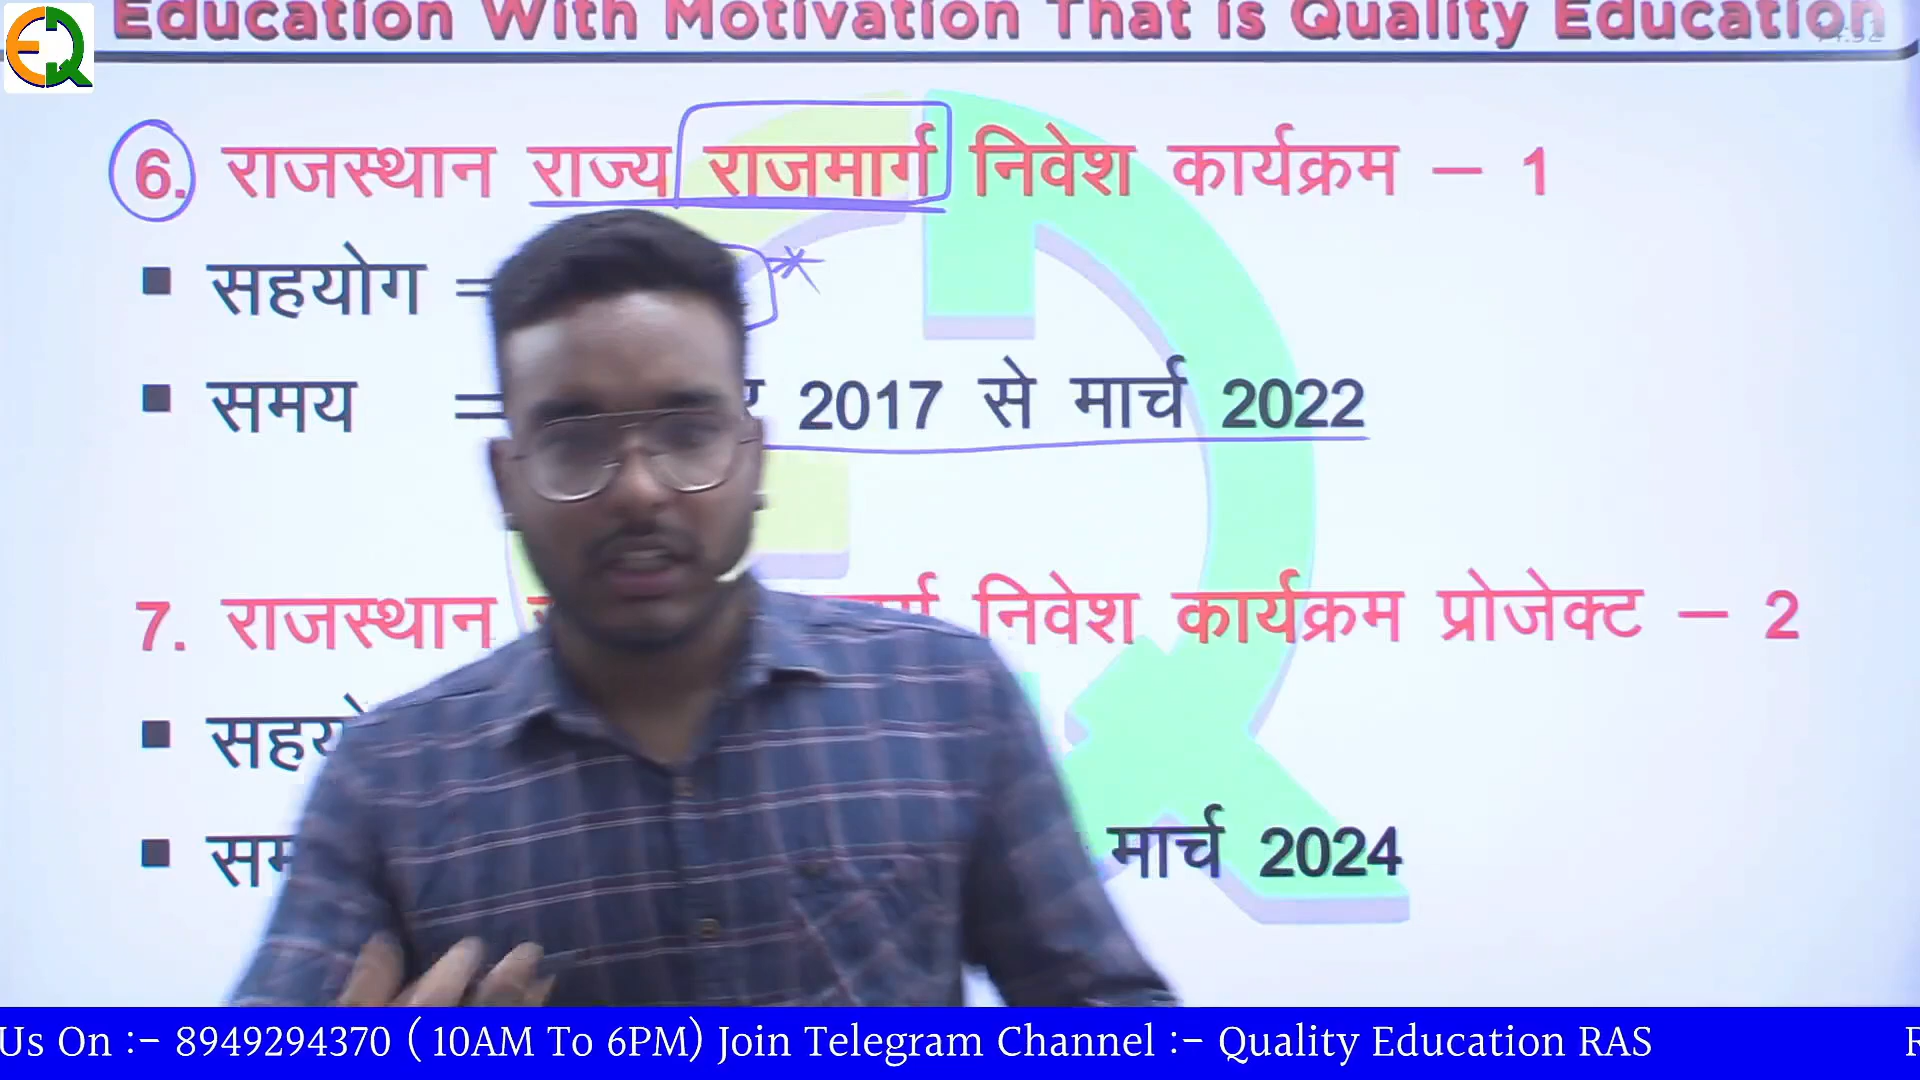 Education With Motivation That is Quality Education
6. राजस्थान राज्य राजमार्ग निवेश कार्यक्रम – 1
▪ सहयोग =
▪ समय = 2017 से मार्च 2022
7. राजस्थान निवेश कार्यक्रम प्रोजेक्ट – 2
▪
▪ मार्च 2024
Us On :- 8949294370 ( 10AM To 6PM) Join Telegram Channel :- Quality Education RAS